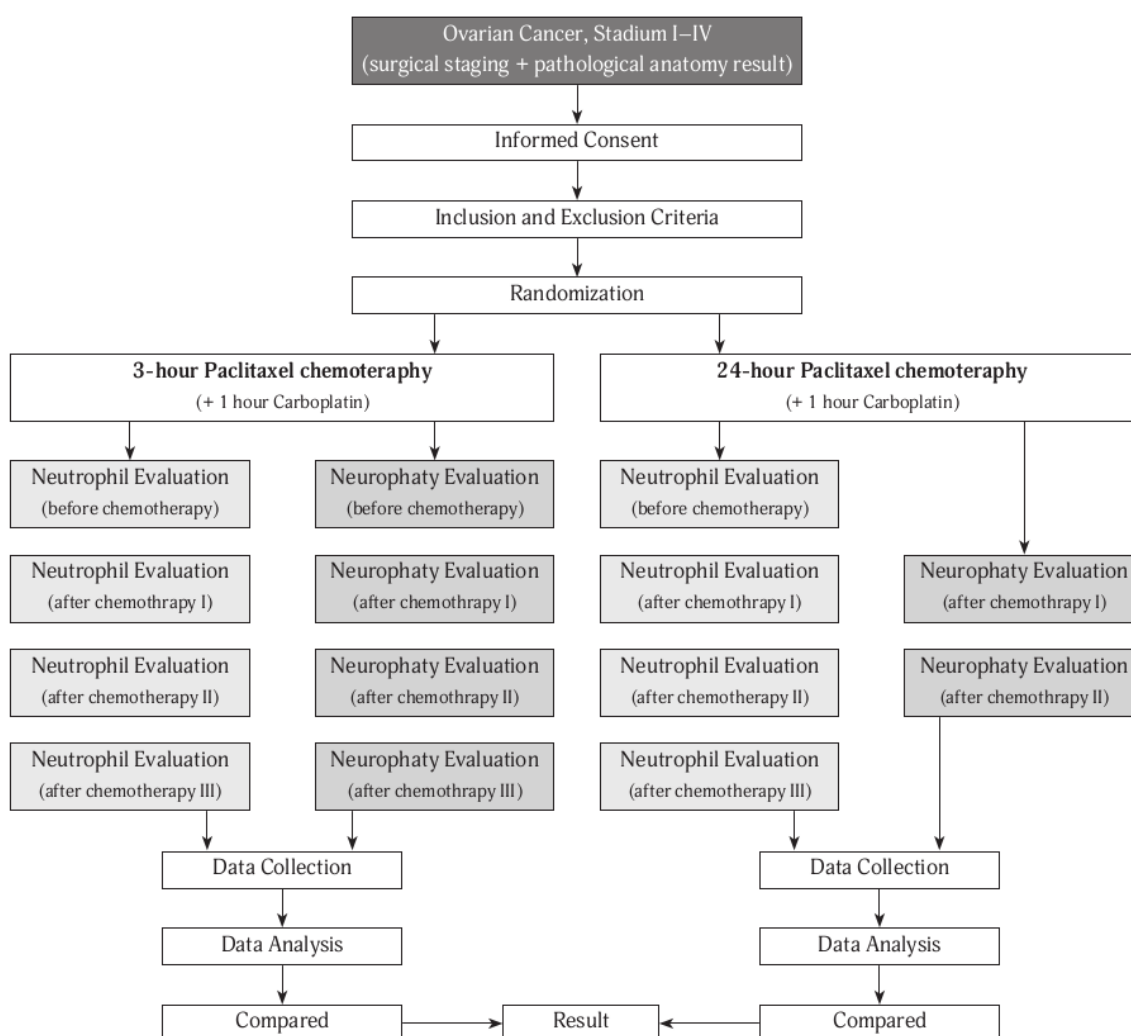 Ovarian Cancer, Stadium I–IV
(surgical staging + pathological anatomy result)
Informed Consent
Inclusion and Exclusion Criteria
Randomization
3-hour Paclitaxel chemoteraphy
(+ 1 hour Carboplatin)
24-hour Paclitaxel chemoteraphy
(+ 1 hour Carboplatin)
Neutrophil Evaluation
(before chemotherapy)
Neurophaty Evaluation
(before chemotherapy)
Neutrophil Evaluation
(before chemotherapy)
Neutrophil Evaluation
(after chemothrapy I)
Neurophaty Evaluation
(after chemothrapy I)
Neutrophil Evaluation
(after chemothrapy I)
Neurophaty Evaluation
(after chemothrapy I)
Neutrophil Evaluation
(after chemotherapy II)
Neurophaty Evaluation
(after chemothrapy II)
Neutrophil Evaluation
(after chemotherapy II)
Neurophaty Evaluation
(after chemothrapy II)
Neutrophil Evaluation
(after chemotherapy III)
Neurophaty Evaluation
(after chemothrapy III)
Neutrophil Evaluation
(after chemotherapy III)
Data Collection
Data Collection
Data Analysis
Data Analysis
Compared
Result
Compared